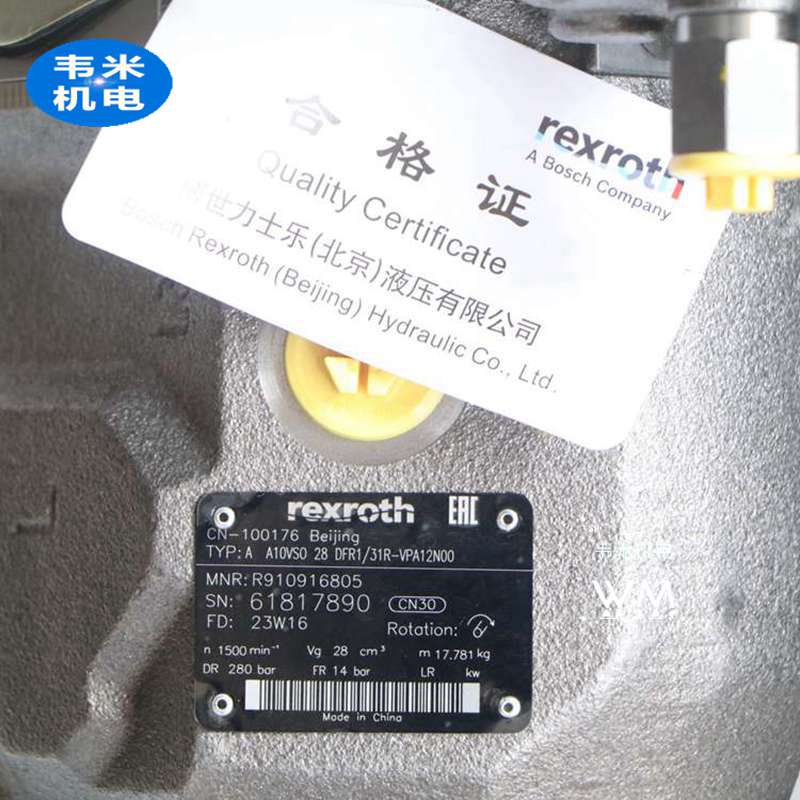 韦米
机电
合格证
Quality Certificate
rexroth
A Bosch Company
世力士乐(北京)液压有限公司
Bosch Rexroth (Beijing) Hydraulic Co., Ltd.
L
rexroth EAC
CN-100176 Beijing
TYP: A A10VSO 28 DFR1/31R-VPA12N00
MNR: R910916805
SN: 61817890 CN30
FD: 23W16 Rotation:
n 1500 min⁻¹ Vg 28 cm³ m 17.781 kg
DR 280 bar FR 14 bar LR kw
Made in China
WM